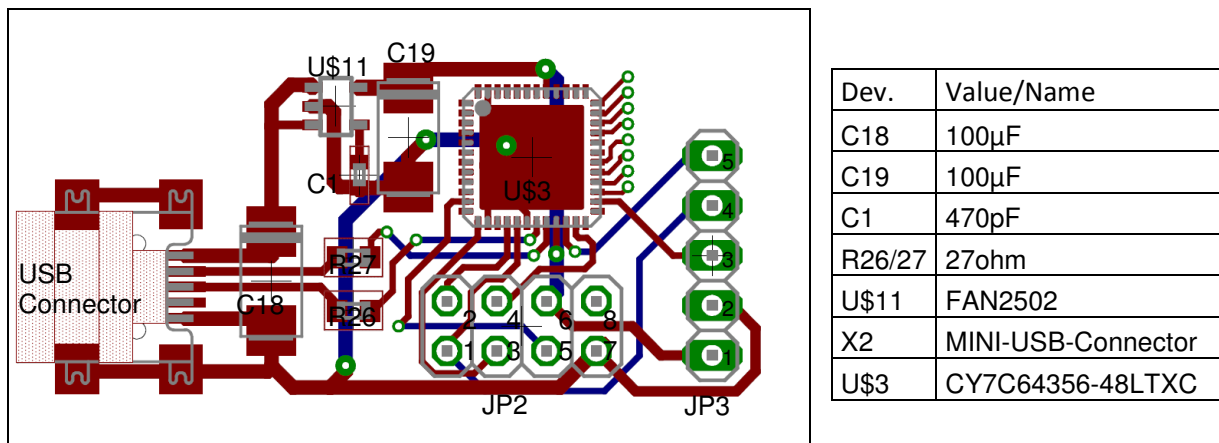 C19
U$11
C1
U$3
5
4
3
2
1
USB
Connector
C18
R27
R26
2
4
6
8
1
3
5
7
JP2
JP3
Dev. Value/Name
C18 100µF
C19 100µF
C1 470pF
R26/27 27ohm
U$11 FAN2502
X2 MINI-USB-Connector
U$3 CY7C64356-48LTXC